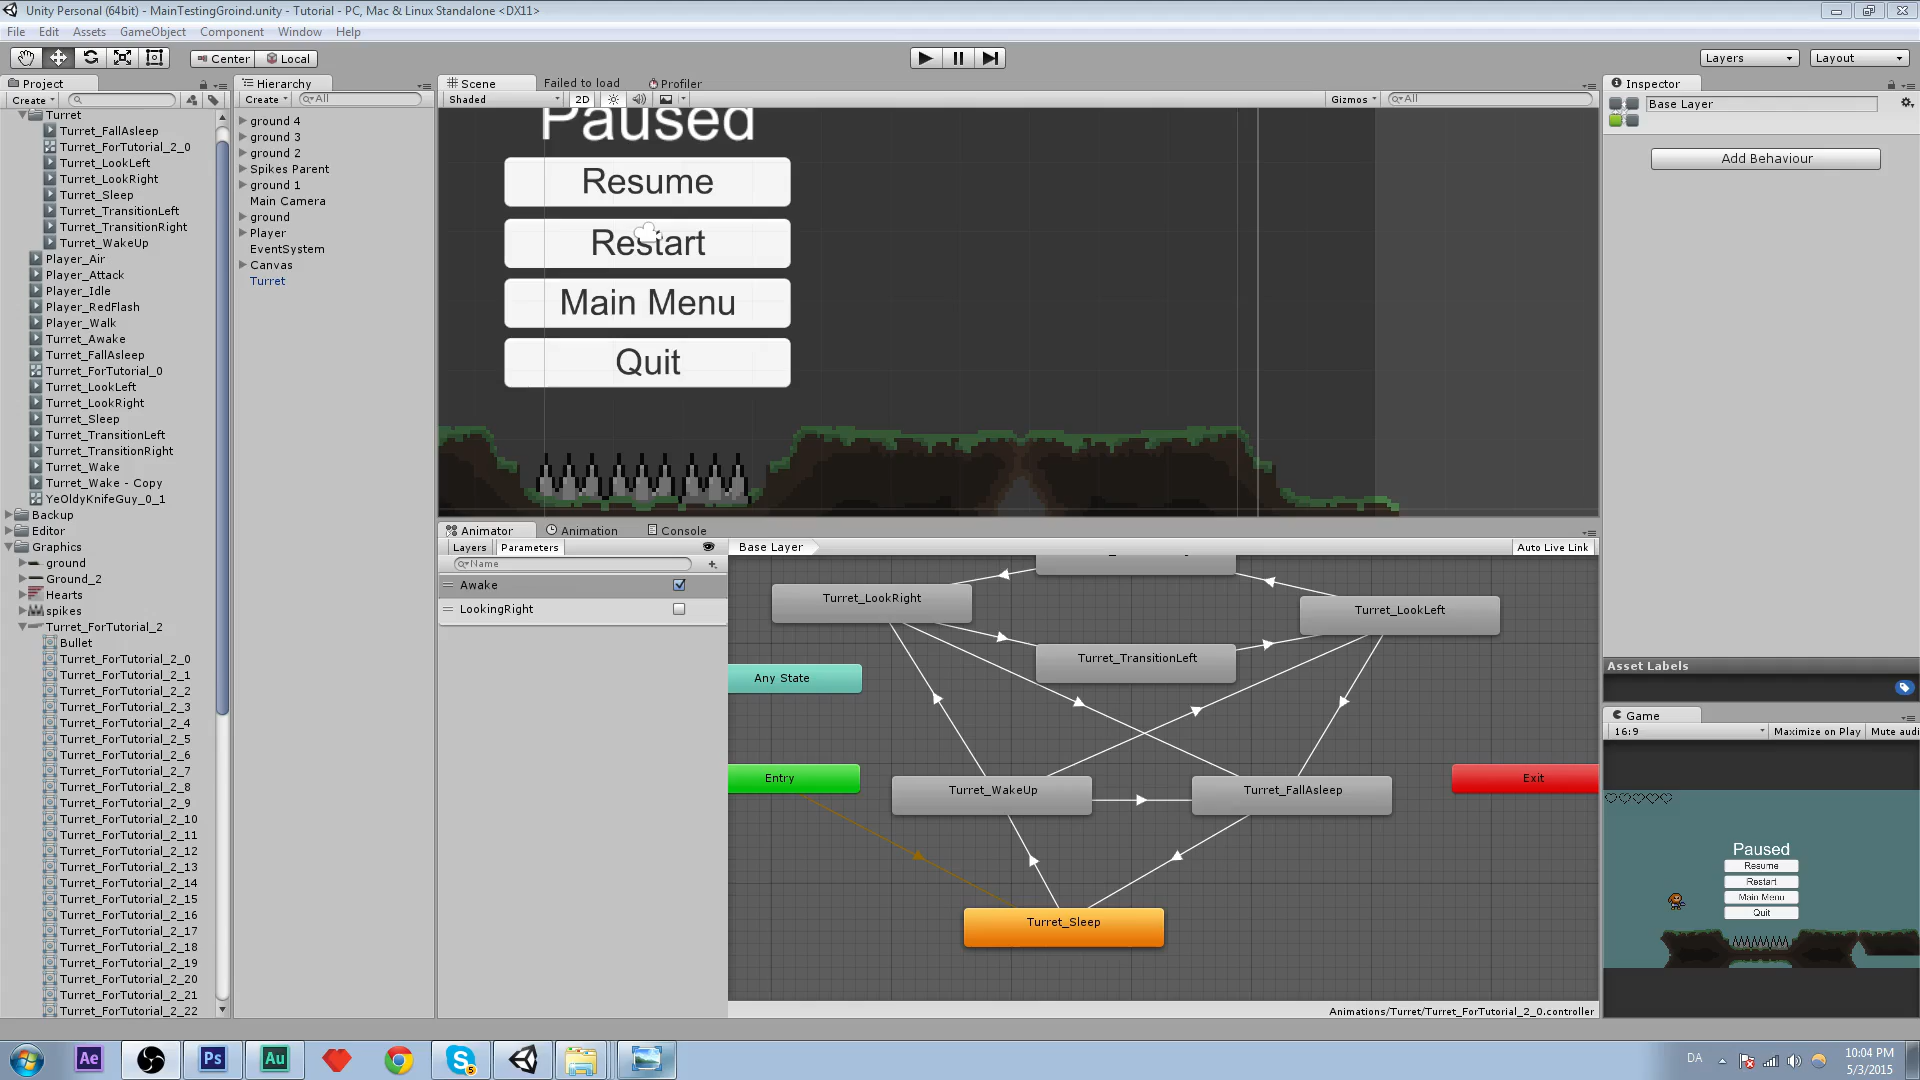 Unity Personal (64bit) - MainTestingGroind.unity - Tutorial - PC, Mac & Linux Standalone <DX11>
File Edit Assets GameObject Component Window Help
Center Local Layers Layout
Project
Create
Turret
Turret_FallAsleep
Turret_ForTutorial_2_0
Turret_LookLeft
Turret_LookRight
Turret_Sleep
Turret_TransitionLeft
Turret_TransitionRight
Turret_WakeUp
Player_Air
Player_Attack
Player_Idle
Player_RedFlash
Player_Walk
Turret_Awake
Turret_FallAsleep
Turret_ForTutorial_0
Turret_LookLeft
Turret_LookRight
Turret_Sleep
Turret_TransitionLeft
Turret_TransitionRight
Turret_Wake
Turret_Wake - Copy
YeOldyKnifeGuy_0_1
Backup
Editor
Graphics
ground
Ground_2
Hearts
spikes
Turret_ForTutorial_2
Bullet
Turret_ForTutorial_2_0
Turret_ForTutorial_2_1
Turret_ForTutorial_2_2
Turret_ForTutorial_2_3
Turret_ForTutorial_2_4
Turret_ForTutorial_2_5
Turret_ForTutorial_2_6
Turret_ForTutorial_2_7
Turret_ForTutorial_2_8
Turret_ForTutorial_2_9
Turret_ForTutorial_2_10
Turret_ForTutorial_2_11
Turret_ForTutorial_2_12
Turret_ForTutorial_2_13
Turret_ForTutorial_2_14
Turret_ForTutorial_2_15
Turret_ForTutorial_2_16
Turret_ForTutorial_2_17
Turret_ForTutorial_2_18
Turret_ForTutorial_2_19
Turret_ForTutorial_2_20
Turret_ForTutorial_2_21
Turret_ForTutorial_2_22
Hierarchy
Create All
ground 4
ground 3
ground 2
Spikes Parent
ground 1
Main Camera
ground
Player
EventSystem
Canvas
Turret
Scene Failed to load Profiler
Shaded 2D Gizmos All
Paused
Resume
Restart
Main Menu
Quit
Animator Animation Console
Layers Parameters Base Layer Auto Live Link
Name
Awake
LookingRight
Turret_LookRight
Turret_LookLeft
Turret_TransitionLeft
Any State
Entry
Turret_WakeUp
Turret_FallAsleep
Exit
Turret_Sleep
Animations/Turret/Turret_ForTutorial_2_0.controller
Inspector
Base Layer
Add Behaviour
Asset Labels
Game
16:9 Maximize on Play Mute audi
Paused
Resume
Restart
Main Menu
Quit
Ae Ps Au S 5
DA
10:04 PM
5/3/2015